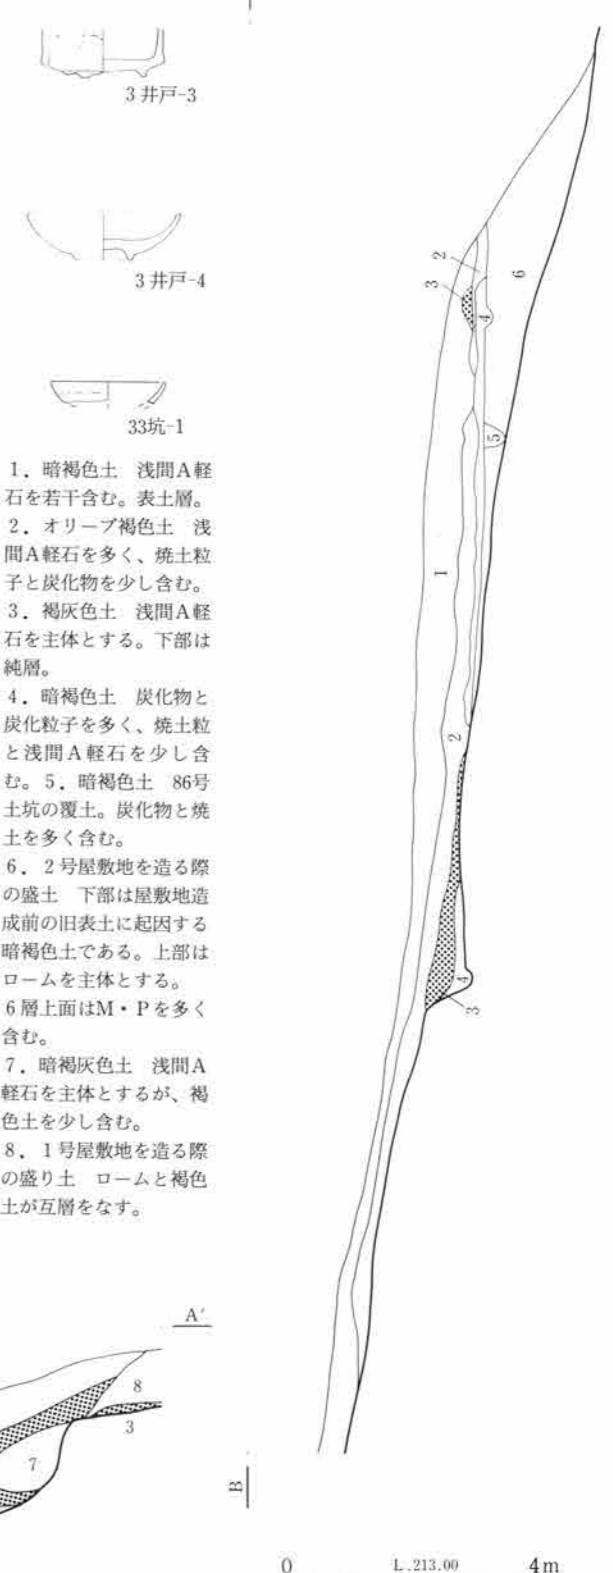 3井戸-3
3井戸-4
33坑-1
1．暗褐色土　浅間A軽
石を若干含む。表土層。
2．オリーブ褐色土　浅
間A軽石を多く、焼土粒
子と炭化物を少し含む。
3．褐灰色土　浅間A軽
石を主体とする。下部は
純層。
4．暗褐色土　炭化物と
炭化粒子を多く、焼土粒
と浅間A軽石を少し含
む。5．暗褐色土　86号
土坑の覆土。炭化物と焼
土を多く含む。
6．2号屋敷地を造る際
の盛土　下部は屋敷地造
成前の旧表土に起因する
暗褐色土である。上部は
ロームを主体とする。
6層上面はM・Pを多く
含む。
7．暗褐灰色土　浅間A
軽石を主体とするが、褐
色土を少し含む。
8．1号屋敷地を造る際
の盛り土　ロームと褐色
土が互層をなす。
A′
8
3
7
2
3
4
6
5
1
2
4
3
B
0　L.213.00　4m